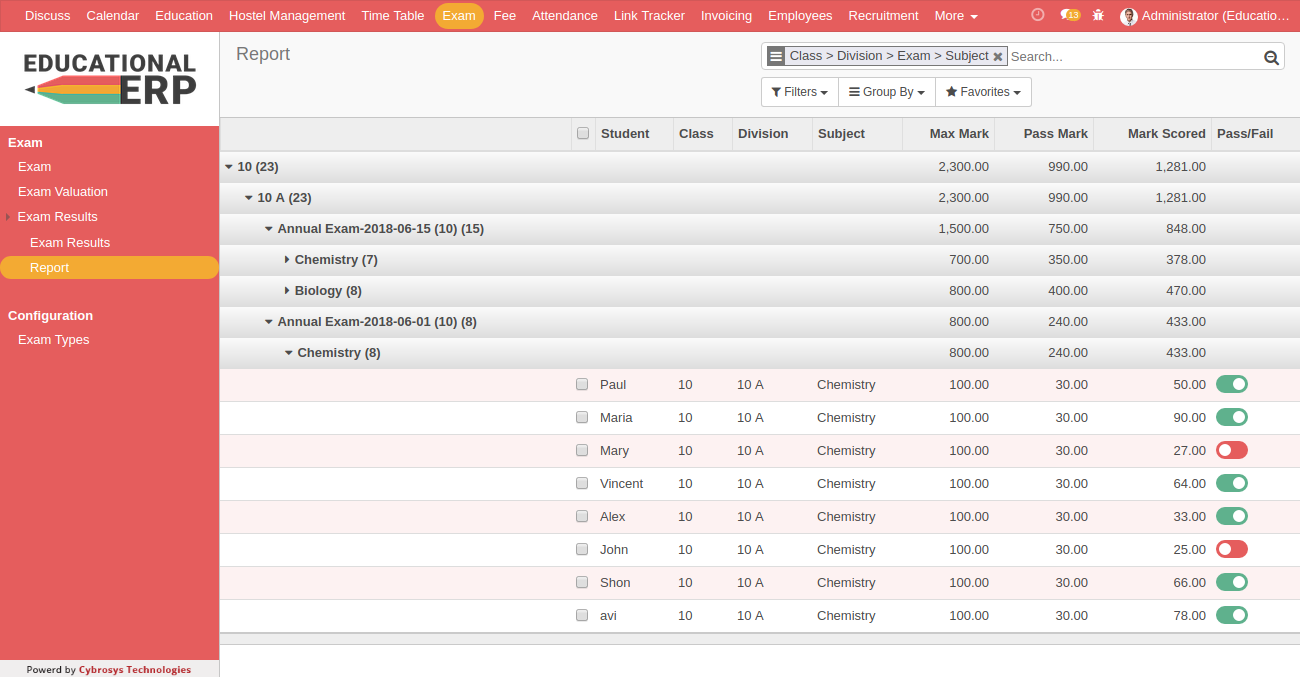 Discuss Calendar Education Hostel Management Time Table Exam Fee Attendance Link Tracker Invoicing Employees Recruitment More 13 Administrator (Educatio...
EDUCATIONAL
ERP
Report
Class > Division > Exam > Subject Search...
Filters Group By Favorites
Exam
Exam
Exam Valuation
Exam Results
Exam Results
Report
Configuration
Exam Types
Powerd by Cybrosys Technologies
Student Class Division Subject Max Mark Pass Mark Mark Scored Pass/Fail
10 (23) 2,300.00 990.00 1,281.00
10 A (23) 2,300.00 990.00 1,281.00
Annual Exam-2018-06-15 (10) (15) 1,500.00 750.00 848.00
Chemistry (7) 700.00 350.00 378.00
Biology (8) 800.00 400.00 470.00
Annual Exam-2018-06-01 (10) (8) 800.00 240.00 433.00
Chemistry (8) 800.00 240.00 433.00
Paul 10 10 A Chemistry 100.00 30.00 50.00
Maria 10 10 A Chemistry 100.00 30.00 90.00
Mary 10 10 A Chemistry 100.00 30.00 27.00
Vincent 10 10 A Chemistry 100.00 30.00 64.00
Alex 10 10 A Chemistry 100.00 30.00 33.00
John 10 10 A Chemistry 100.00 30.00 25.00
Shon 10 10 A Chemistry 100.00 30.00 66.00
avi 10 10 A Chemistry 100.00 30.00 78.00